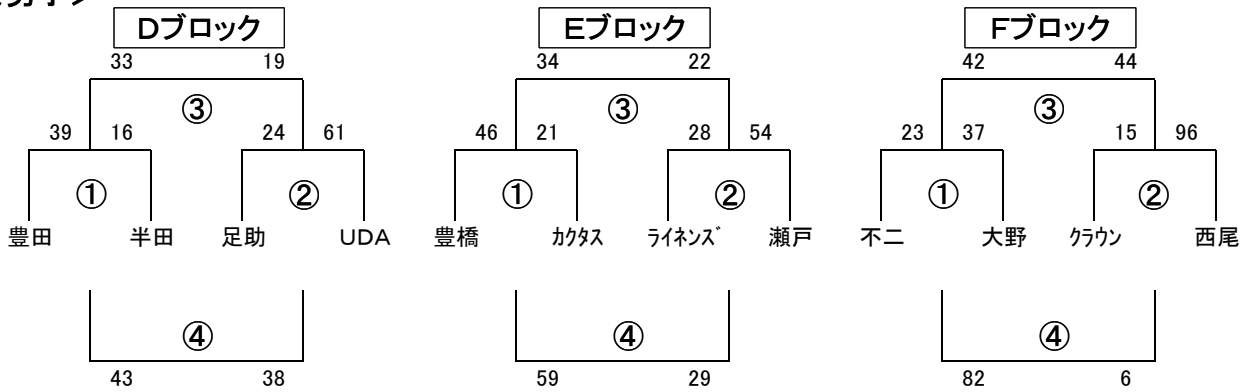 Dブロック Eブロック Fブロック
33 19 34 22 42 44
③ ③ ③
39 16 24 61 46 21 28 54 23 37 15 96
① ② ① ② ① ②
豊田 半田 足助 UDA 豊橋 ｶｸﾀｽ ﾗｲﾈﾝｽﾞ 瀬戸 不二 大野 ｸﾗｳﾝ 西尾
④ ④ ④
43 38 59 29 82 6